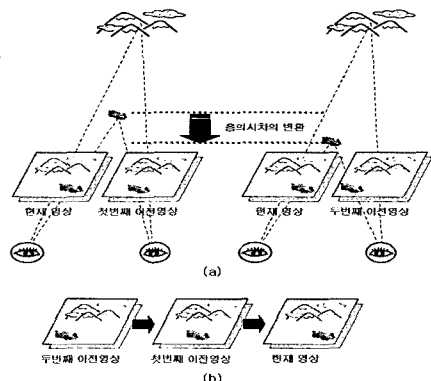 음의시차의 변환
현재 영상
첫번째 이전영상
현재 영상
두번째 이전영상
(a)
두번째 이전영상
첫번째 이전영상
현재 영상
(b)